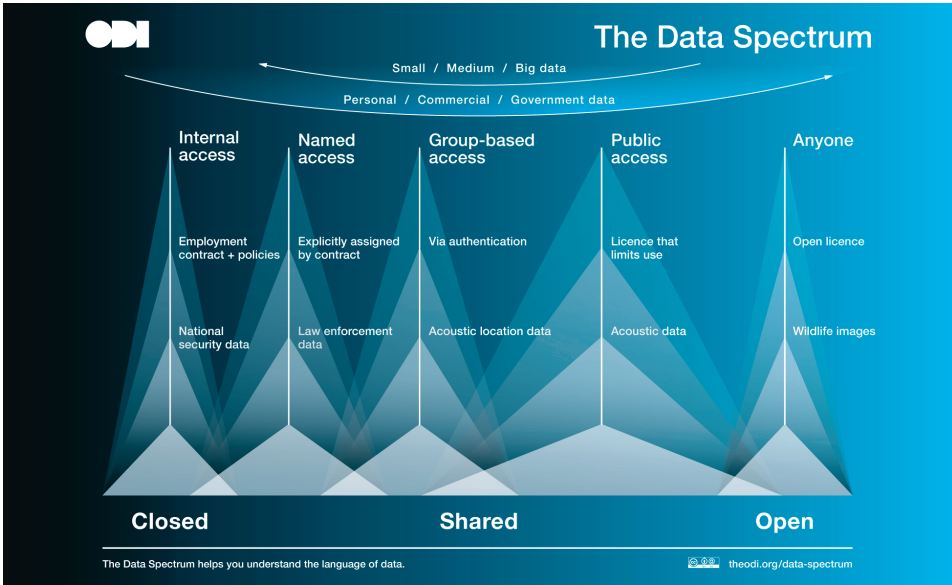 ODI
The Data Spectrum
Small / Medium / Big data
Personal / Commercial / Government data
Internal
access
Named
access
Group-based
access
Public
access
Anyone
Employment
contract + policies
Explicitly assigned
by contract
Via authentication
Licence that
limits use
Open licence
National
security data
Law enforcement
data
Acoustic location data
Acoustic data
Wildlife images
Closed
Shared
Open
The Data Spectrum helps you understand the language of data.
theodi.org/data-spectrum